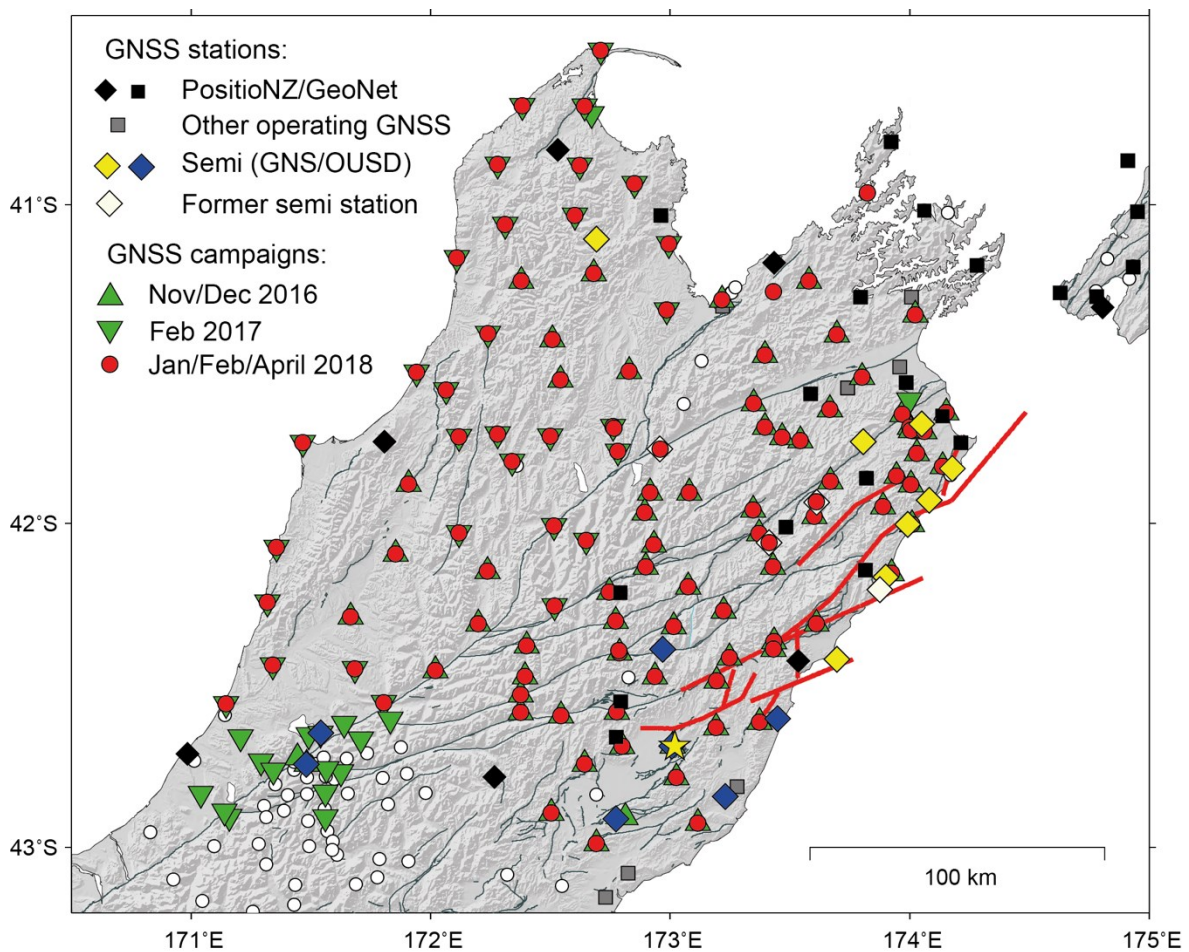 GNSS stations:
PositioNZ/GeoNet
Other operating GNSS
Semi (GNS/OUSD)
Former semi station
GNSS campaigns:
Nov/Dec 2016
Feb 2017
Jan/Feb/April 2018
41°S
42°S
43°S
100 km
171°E
172°E
173°E
174°E
175°E